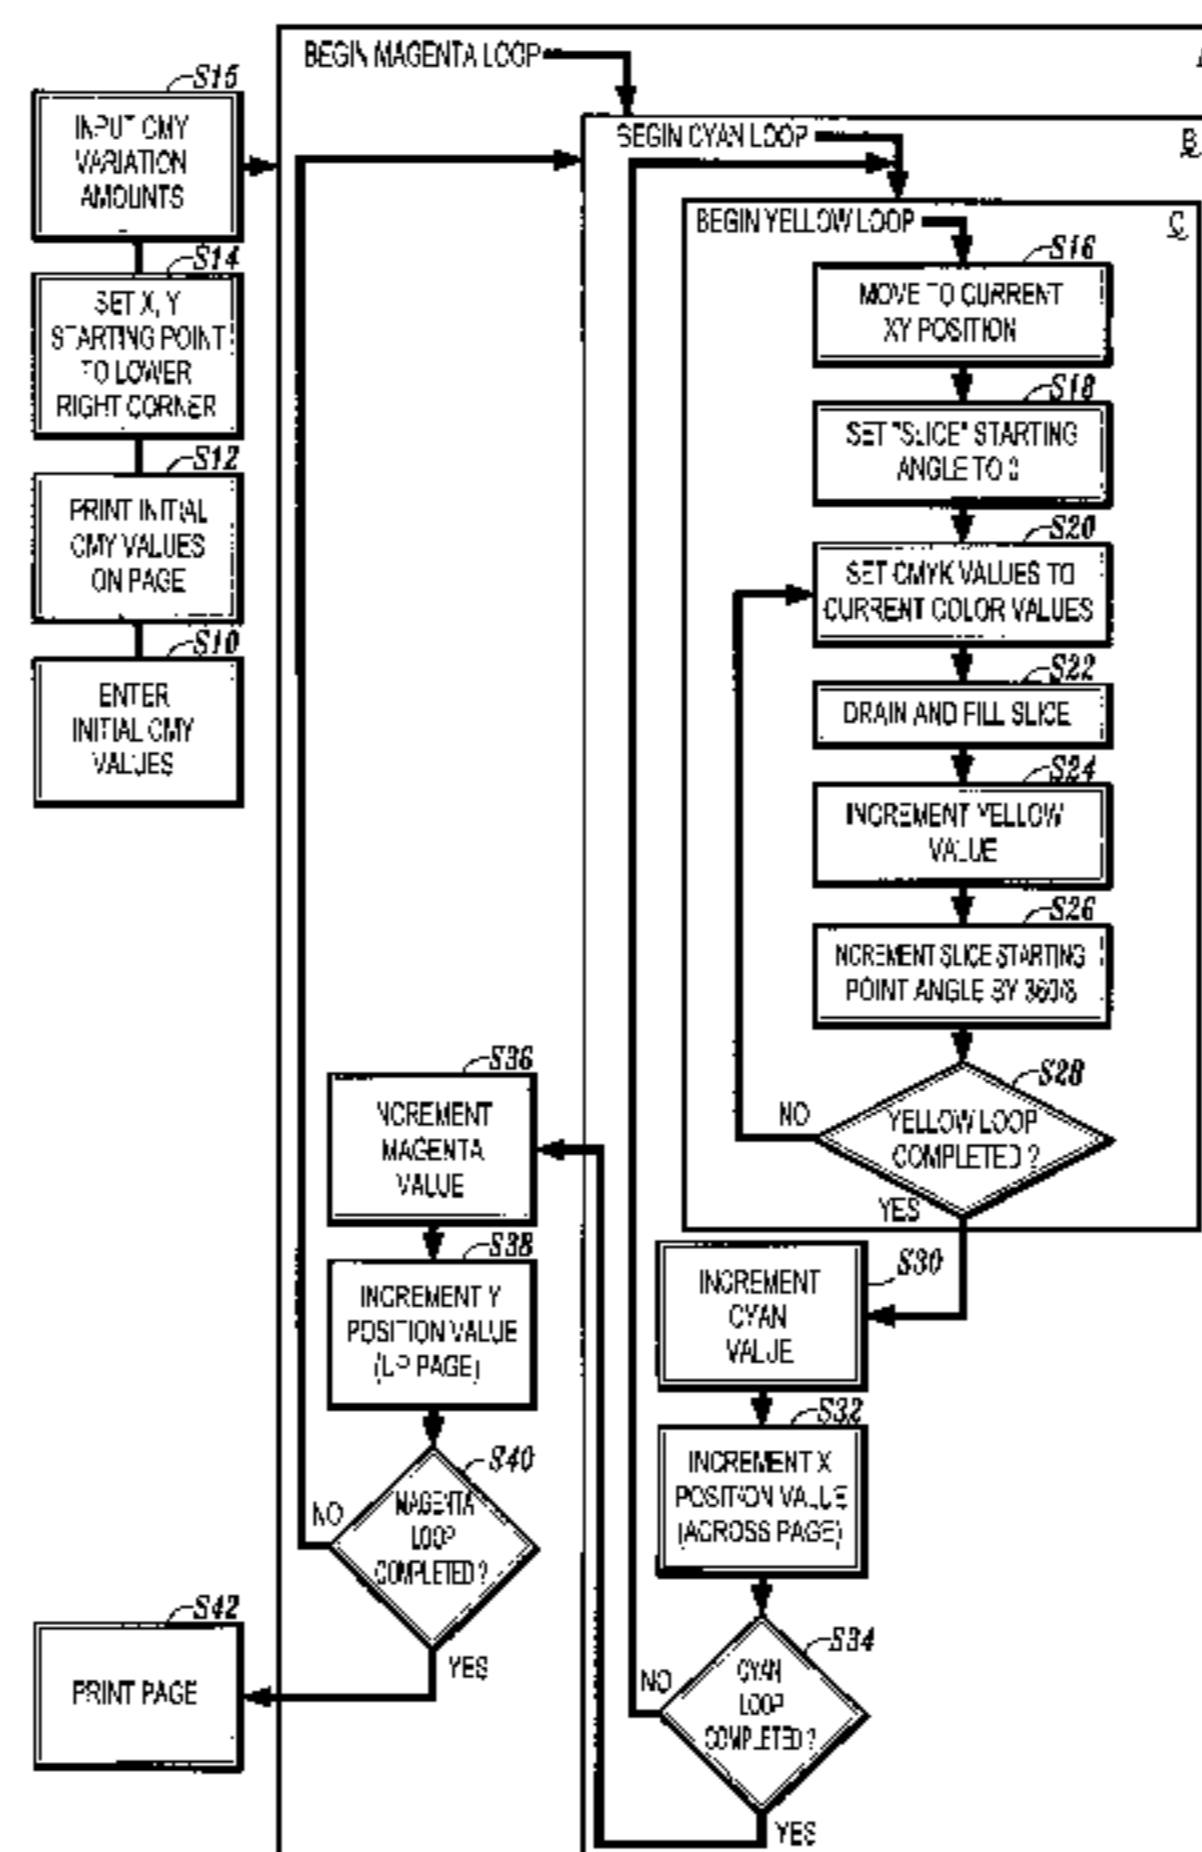 BEGIN MAGENTA LOOP
S15
INPUT CMY
VARIATION
AMOUNTS
BEGIN CYAN LOOP
B
S14
SET X, Y
STARTING POINT
TO LOWER
RIGHT CORNER
BEGIN YELLOW LOOP
C
S16
MOVE TO CURRENT
XY POSITION
S18
SET "SLICE" STARTING
ANGLE TO 0
S12
PRINT INITIAL
CMY VALUES
ON PAGE
S20
SET CMYK VALUES TO
CURRENT COLOR VALUES
S10
ENTER
INITIAL CMY
VALUES
S22
DRAIN AND FILL SLICE
S24
INCREMENT YELLOW
VALUE
S26
INCREMENT SLICE STARTING
POINT ANGLE BY 360/8
S28
YELLOW LOOP
COMPLETED ?
NO
YES
S30
INCREMENT
CYAN
VALUE
S32
INCREMENT X
POSITION VALUE
(ACROSS PAGE)
S34
CYAN
LOOP
COMPLETED ?
NO
YES
S36
INCREMENT
MAGENTA
VALUE
S38
INCREMENT Y
POSITION VALUE
(UP PAGE)
S40
MAGENTA
LOOP
COMPLETED ?
NO
YES
S42
PRINT PAGE